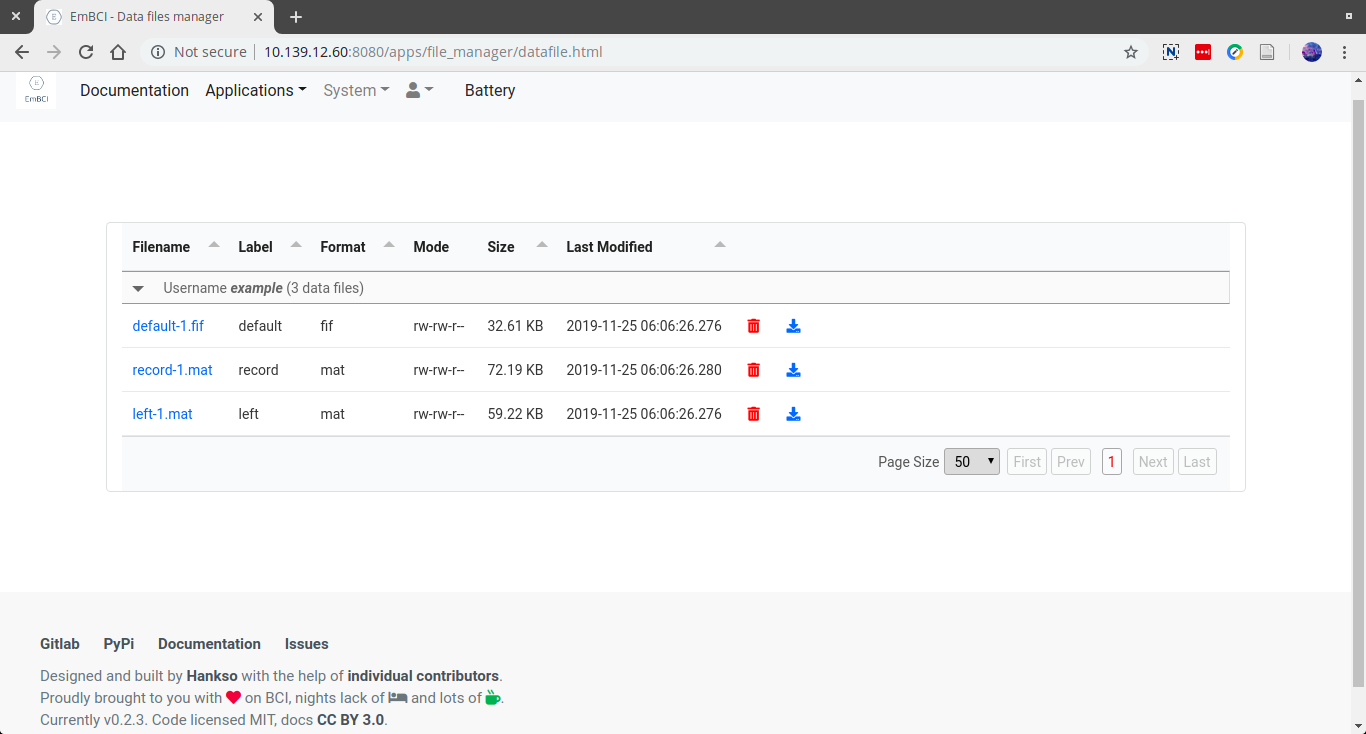 EmBCI - Data files manager
Not secure 10.139.12.60:8080/apps/file_manager/datafile.html
EmBCI Documentation Applications System Battery
Filename Label Format Mode Size Last Modified
Username example (3 data files)
default-1.fif default fif rw-rw-r-- 32.61 KB 2019-11-25 06:06:26.276
record-1.mat record mat rw-rw-r-- 72.19 KB 2019-11-25 06:06:26.280
left-1.mat left mat rw-rw-r-- 59.22 KB 2019-11-25 06:06:26.276
Page Size 50 First Prev 1 Next Last
Gitlab PyPi Documentation Issues
Designed and built by Hankso with the help of individual contributors.
Proudly brought to you with ♥ on BCI, nights lack of and lots of .
Currently v0.2.3. Code licensed MIT, docs CC BY 3.0.